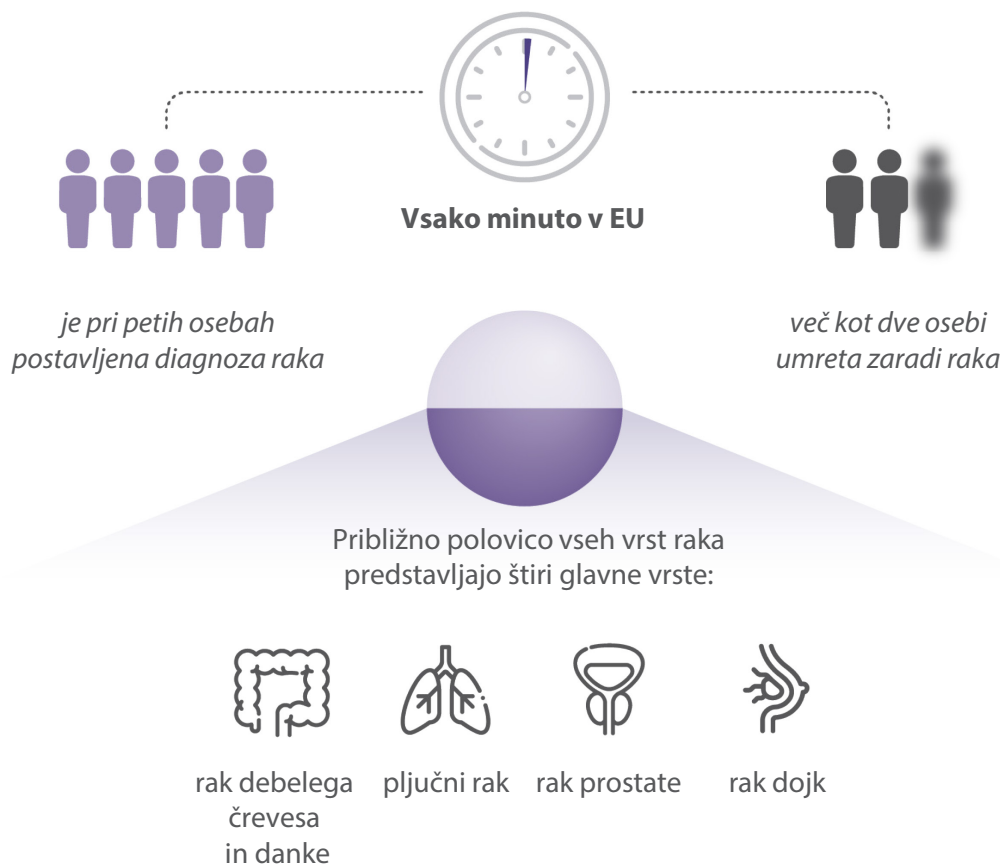 Vsako minuto v EU
je pri petih osebah
postavljena diagnoza raka
več kot dve osebi
umreta zaradi raka
Približno polovico vseh vrst raka
predstavljajo štiri glavne vrste:
rak debelega
črevesa
in danke
pljučni rak
rak prostate
rak dojk